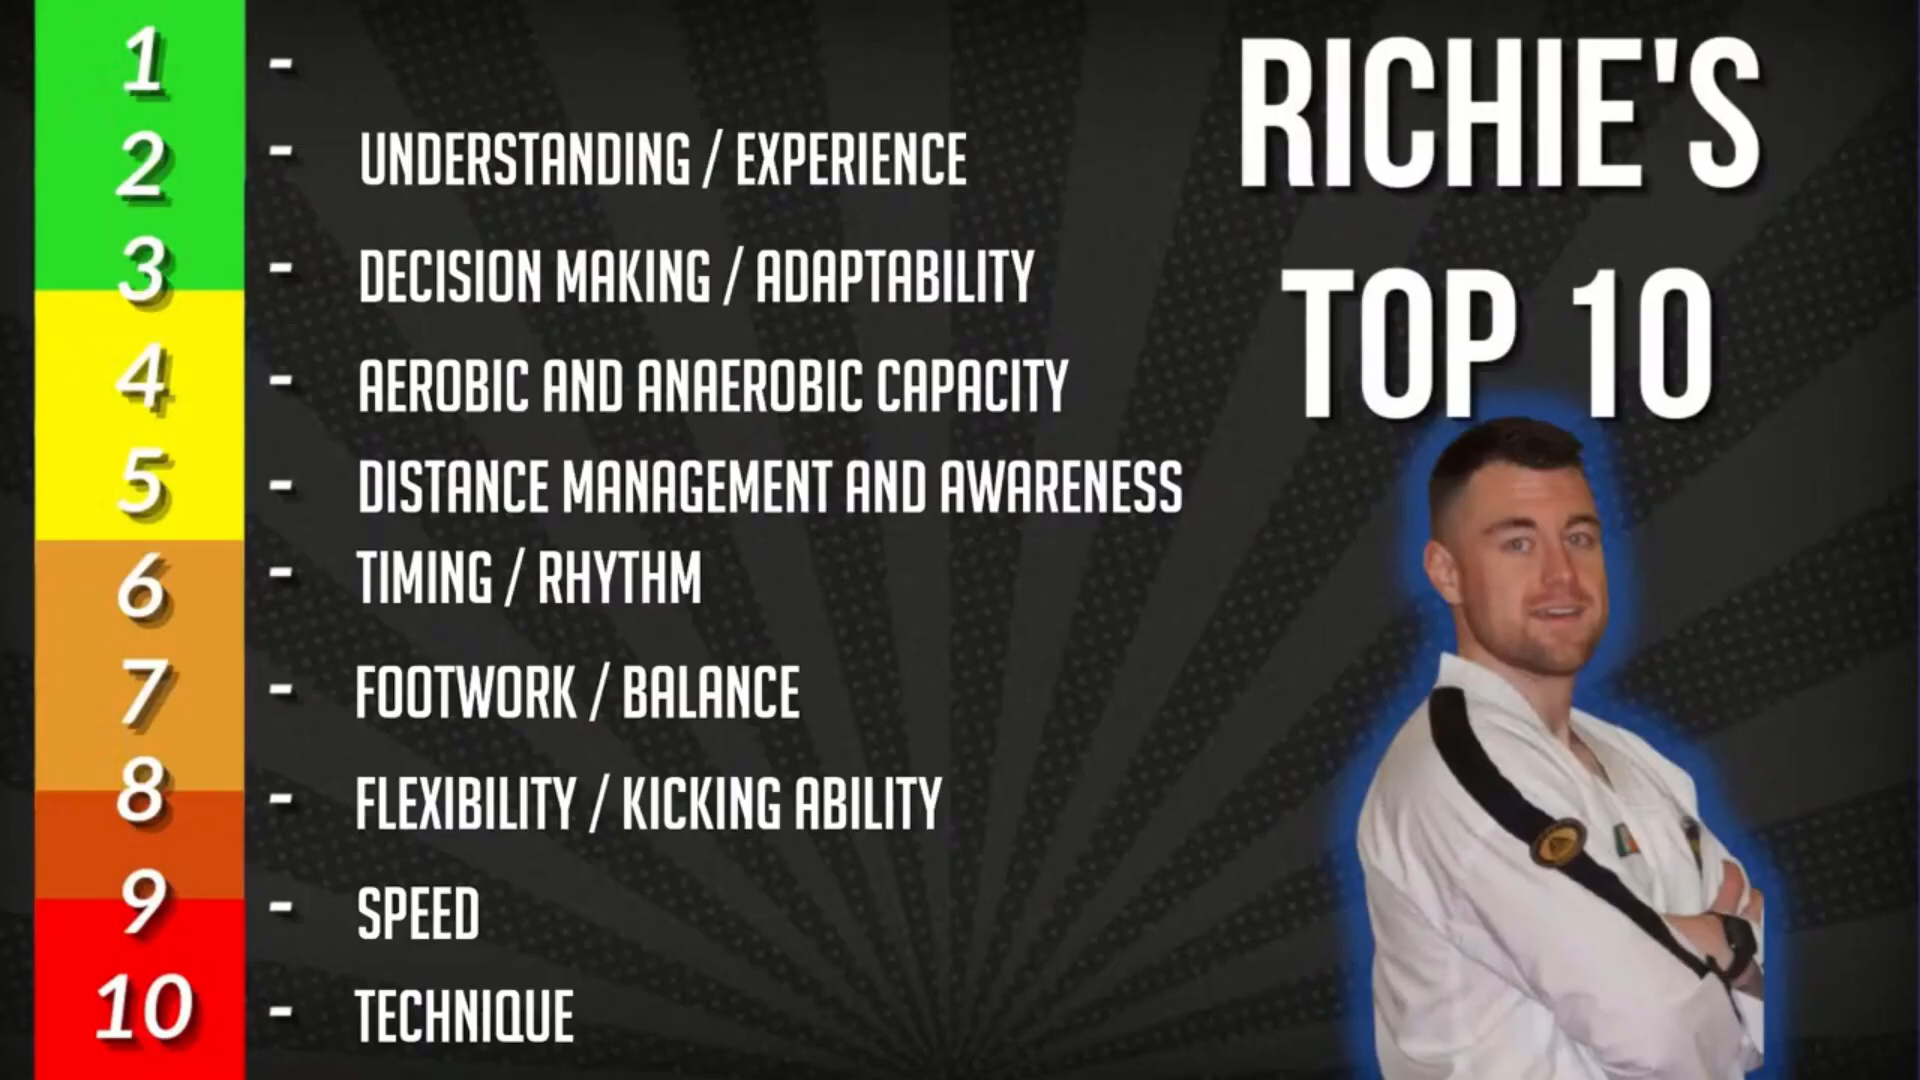 RICHIE'S
TOP 10
1 -
2 - UNDERSTANDING / EXPERIENCE
3 - DECISION MAKING / ADAPTABILITY
4 - AEROBIC AND ANAEROBIC CAPACITY
5 - DISTANCE MANAGEMENT AND AWARENESS
6 - TIMING / RHYTHM
7 - FOOTWORK / BALANCE
8 - FLEXIBILITY / KICKING ABILITY
9 - SPEED
10 - TECHNIQUE